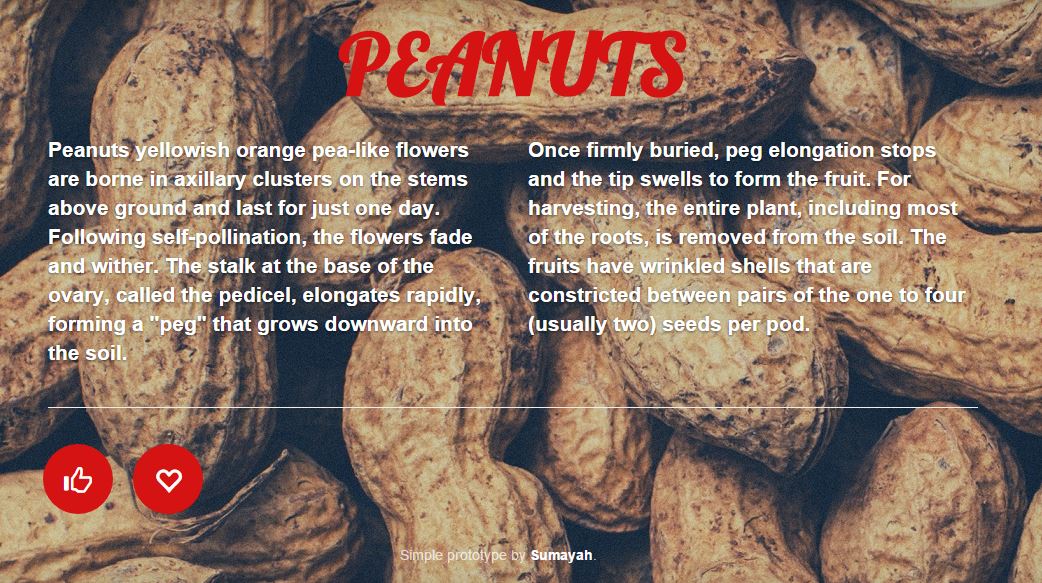 PEANUTS
Peanuts yellowish orange pea-like flowers
are borne in axillary clusters on the stems
above ground and last for just one day.
Following self-pollination, the flowers fade
and wither. The stalk at the base of the
ovary, called the pedicel, elongates rapidly,
forming a "peg" that grows downward into
the soil.
Once firmly buried, peg elongation stops
and the tip swells to form the fruit. For
harvesting, the entire plant, including most
of the roots, is removed from the soil. The
fruits have wrinkled shells that are
constricted between pairs of the one to four
(usually two) seeds per pod.
Simple prototype by Sumayah.